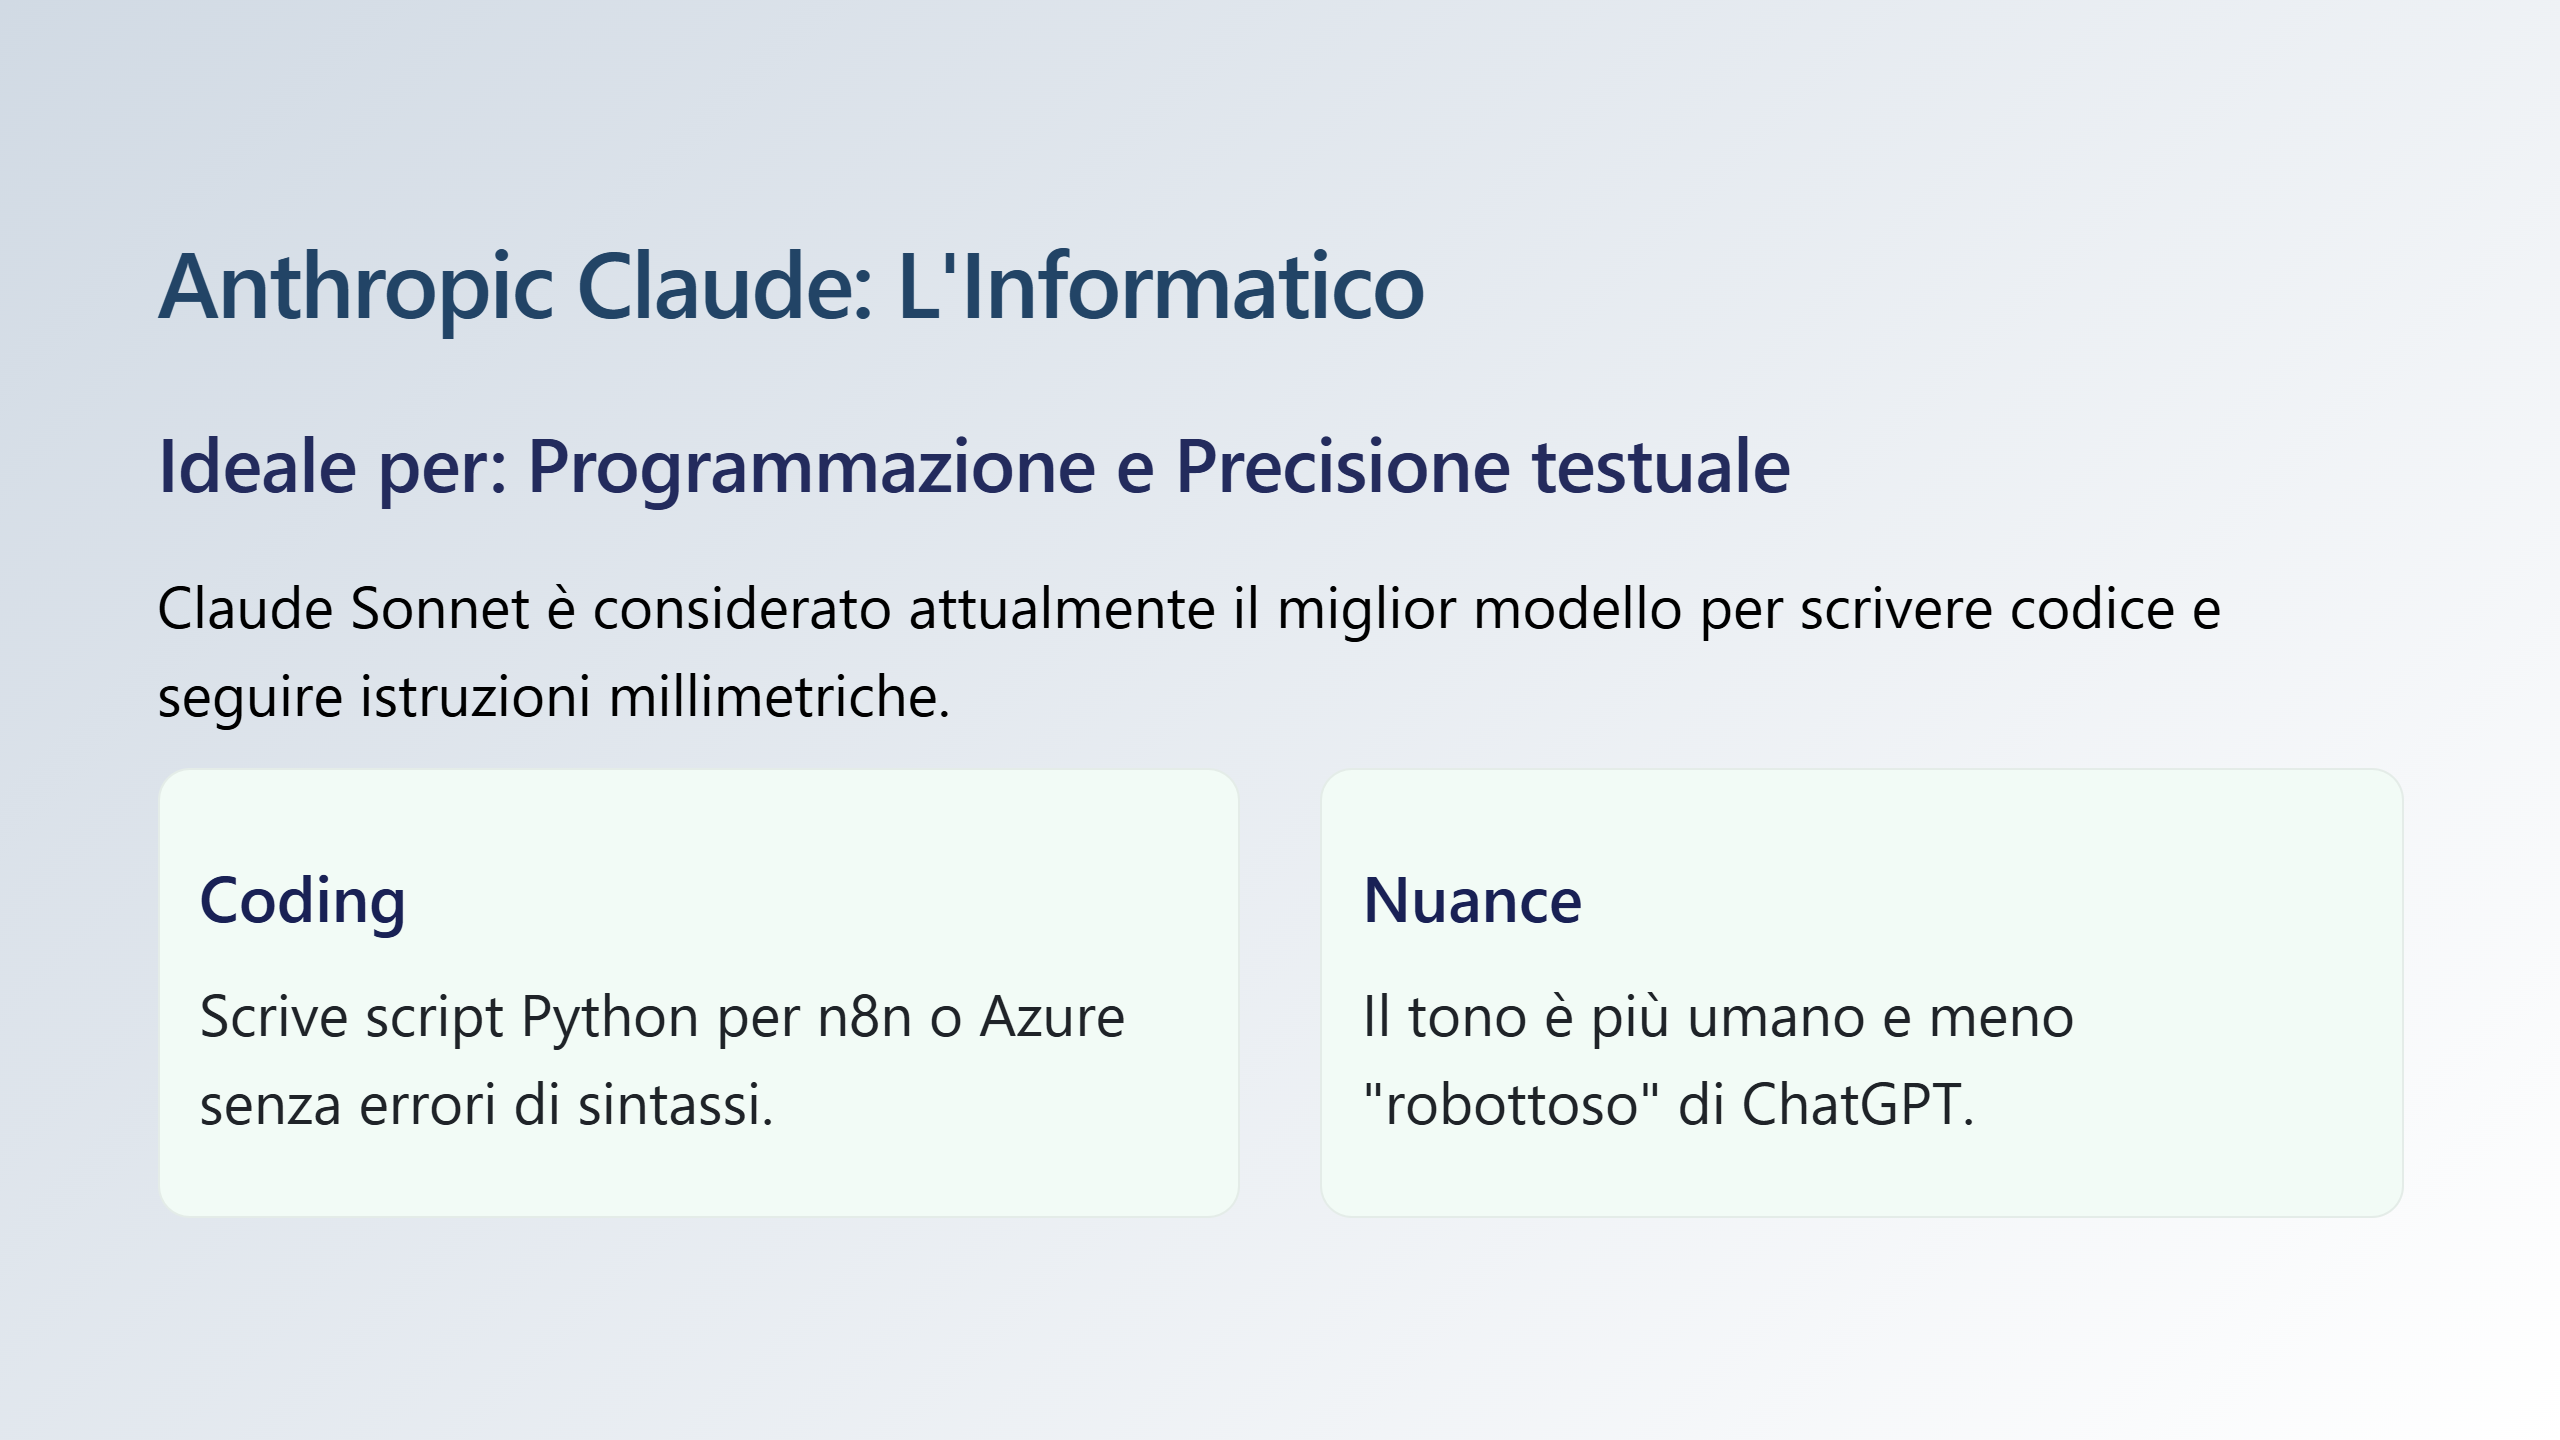 Anthropic Claude: L'Informatico
Ideale per: Programmazione e Precisione testuale
Claude Sonnet è considerato attualmente il miglior modello per scrivere codice e
seguire istruzioni millimetriche.
Coding
Scrive script Python per n8n o Azure
senza errori di sintassi.
Nuance
Il tono è più umano e meno
"robottoso" di ChatGPT.